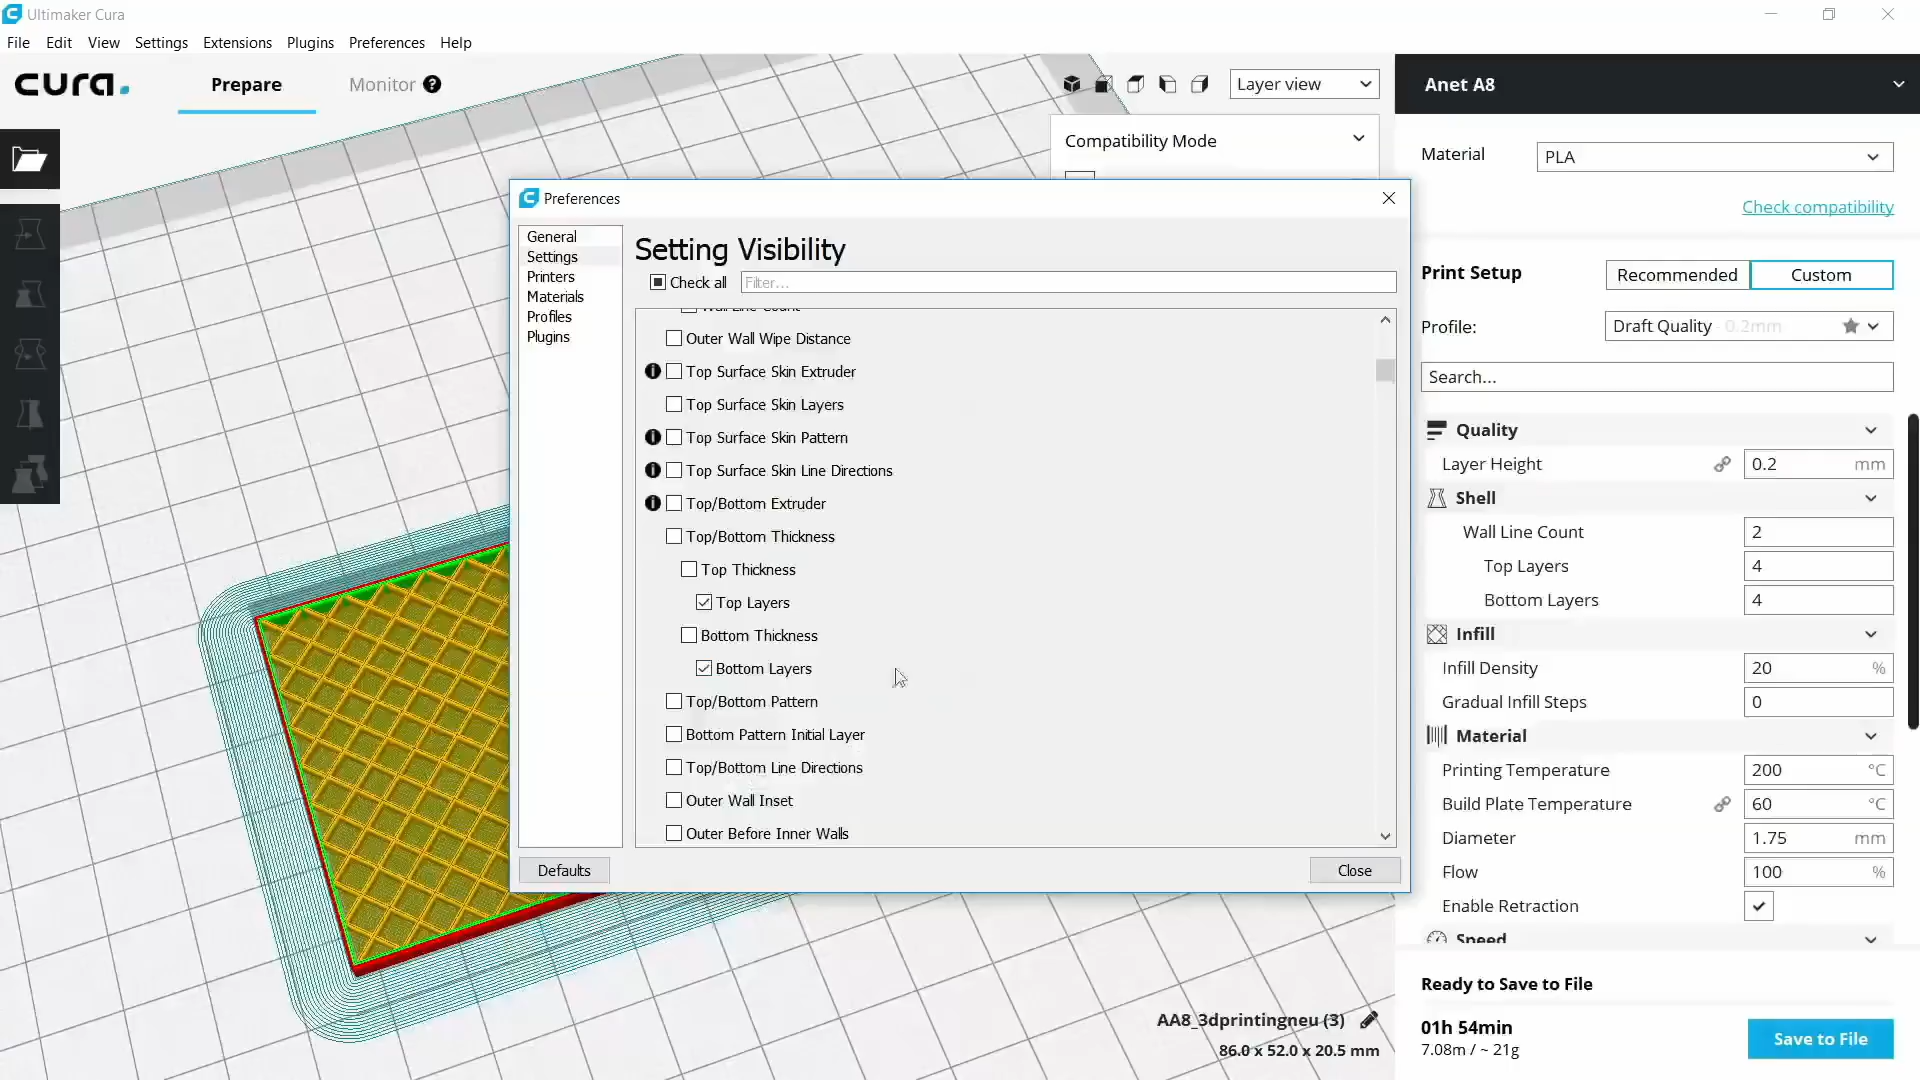 Ultimaker Cura
File Edit View Settings Extensions Plugins Preferences Help
cura.
Prepare
Monitor ?
Layer view
Compatibility Mode
Preferences
General
Settings
Printers
Materials
Profiles
Plugins
Setting Visibility
Check all
Filter...
Wall Line Count
Outer Wall Wipe Distance
Top Surface Skin Extruder
Top Surface Skin Layers
Top Surface Skin Pattern
Top Surface Skin Line Directions
Top/Bottom Extruder
Top/Bottom Thickness
Top Thickness
Top Layers
Bottom Thickness
Bottom Layers
Top/Bottom Pattern
Bottom Pattern Initial Layer
Top/Bottom Line Directions
Outer Wall Inset
Outer Before Inner Walls
Defaults
Close
AA8_3dprintingneu (3)
86.0 x 52.0 x 20.5 mm
Anet A8
Material PLA
Check compatibility
Print Setup Recommended Custom
Profile: Draft Quality - 0.2mm
Search...
Quality
Layer Height 0.2 mm
Shell
Wall Line Count 2
Top Layers 4
Bottom Layers 4
Infill
Infill Density 20 %
Gradual Infill Steps 0
Material
Printing Temperature 200 °C
Build Plate Temperature 60 °C
Diameter 1.75 mm
Flow 100 %
Enable Retraction
Speed
Ready to Save to File
01h 54min
7.08m / ~ 21g
Save to File